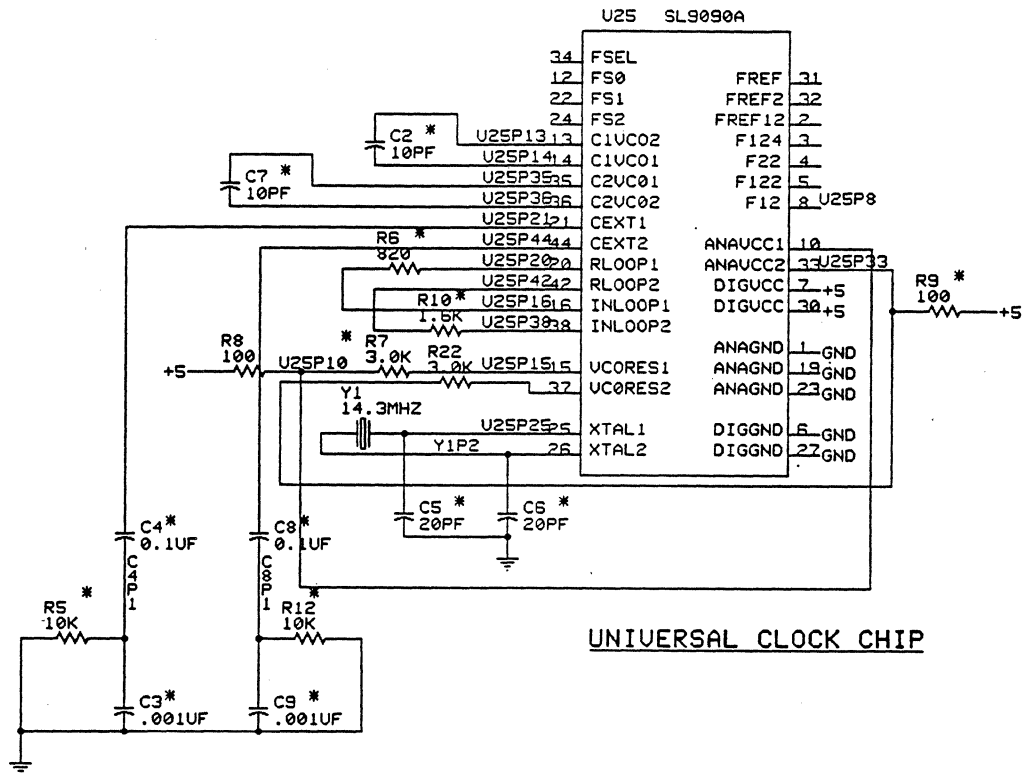 U25 SL9090A
34 FSEL
12 FS0 FREF 31
22 FS1 FREF2 32
24 FS2 FREF12 2
C2 * U25P13 13 C1VCO2 F124 3
10PF U25P14 14 C1VCO1 F22 4
C7 * U25P35 35 C2VCO1 F122 5
10PF U25P36 36 C2VCO2 F12 8 U25P8
U25P21 21 CEXT1
R6 * U25P44 44 CEXT2 ANAVCC1 10
820 U25P20 20 RLOOP1 ANAVCC2 33 U25P33
U25P42 42 RLOOP2 DIGVCC 7 +5
R10 * U25P16 16 INLOOP1 DIGVCC 30 +5
1.6K U25P38 38 INLOOP2
R9 *
100 +5
R8 * R7 R22 ANAGND 1 GND
100 3.0K 3.0K
+5 U25P10 U25P15 15 VCORES1 ANAGND 19 GND
37 VCORES2 ANAGND 23 GND
Y1
14.3MHZ
U25P25 25 XTAL1 DIGGND 6 GND
Y1P2 26 XTAL2 DIGGND 27 GND
C5 * C6 *
20PF 20PF
C4 * C8 *
0.1UF 0.1UF
C4P1 C8P1
R5 * R12 *
10K 10K
UNIVERSAL CLOCK CHIP
C3 * C9 *
.001UF .001UF